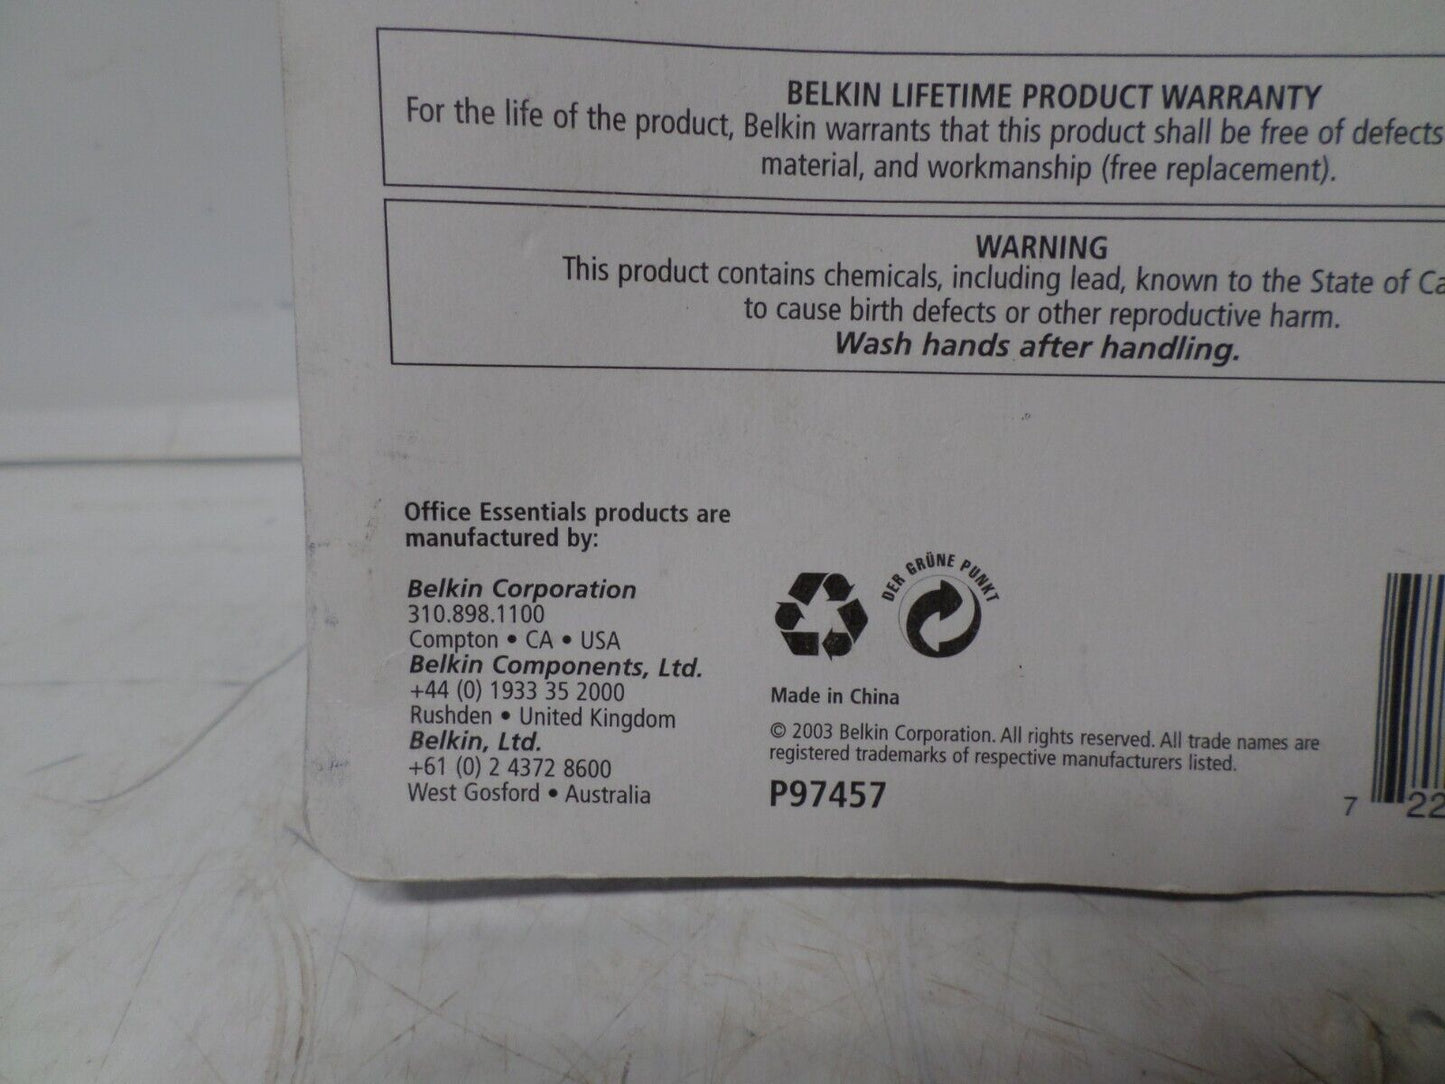 BELKIN LIFETIME PRODUCT WARRANTY
For the life of the product, Belkin warrants that this product shall be free of defects
material, and workmanship (free replacement).
WARNING
This product contains chemicals, including lead, known to the State of Ca
to cause birth defects or other reproductive harm.
Wash hands after handling.
Office Essentials products are
manufactured by:
Belkin Corporation
310.898.1100
Compton • CA • USA
Belkin Components, Ltd.
+44 (0) 1933 35 2000
Rushden • United Kingdom
Belkin, Ltd.
+61 (0) 2 4372 8600
West Gosford • Australia
DER GRÜNE PUNKT
Made in China
© 2003 Belkin Corporation. All rights reserved. All trade names are
registered trademarks of respective manufacturers listed.
P97457
7 22